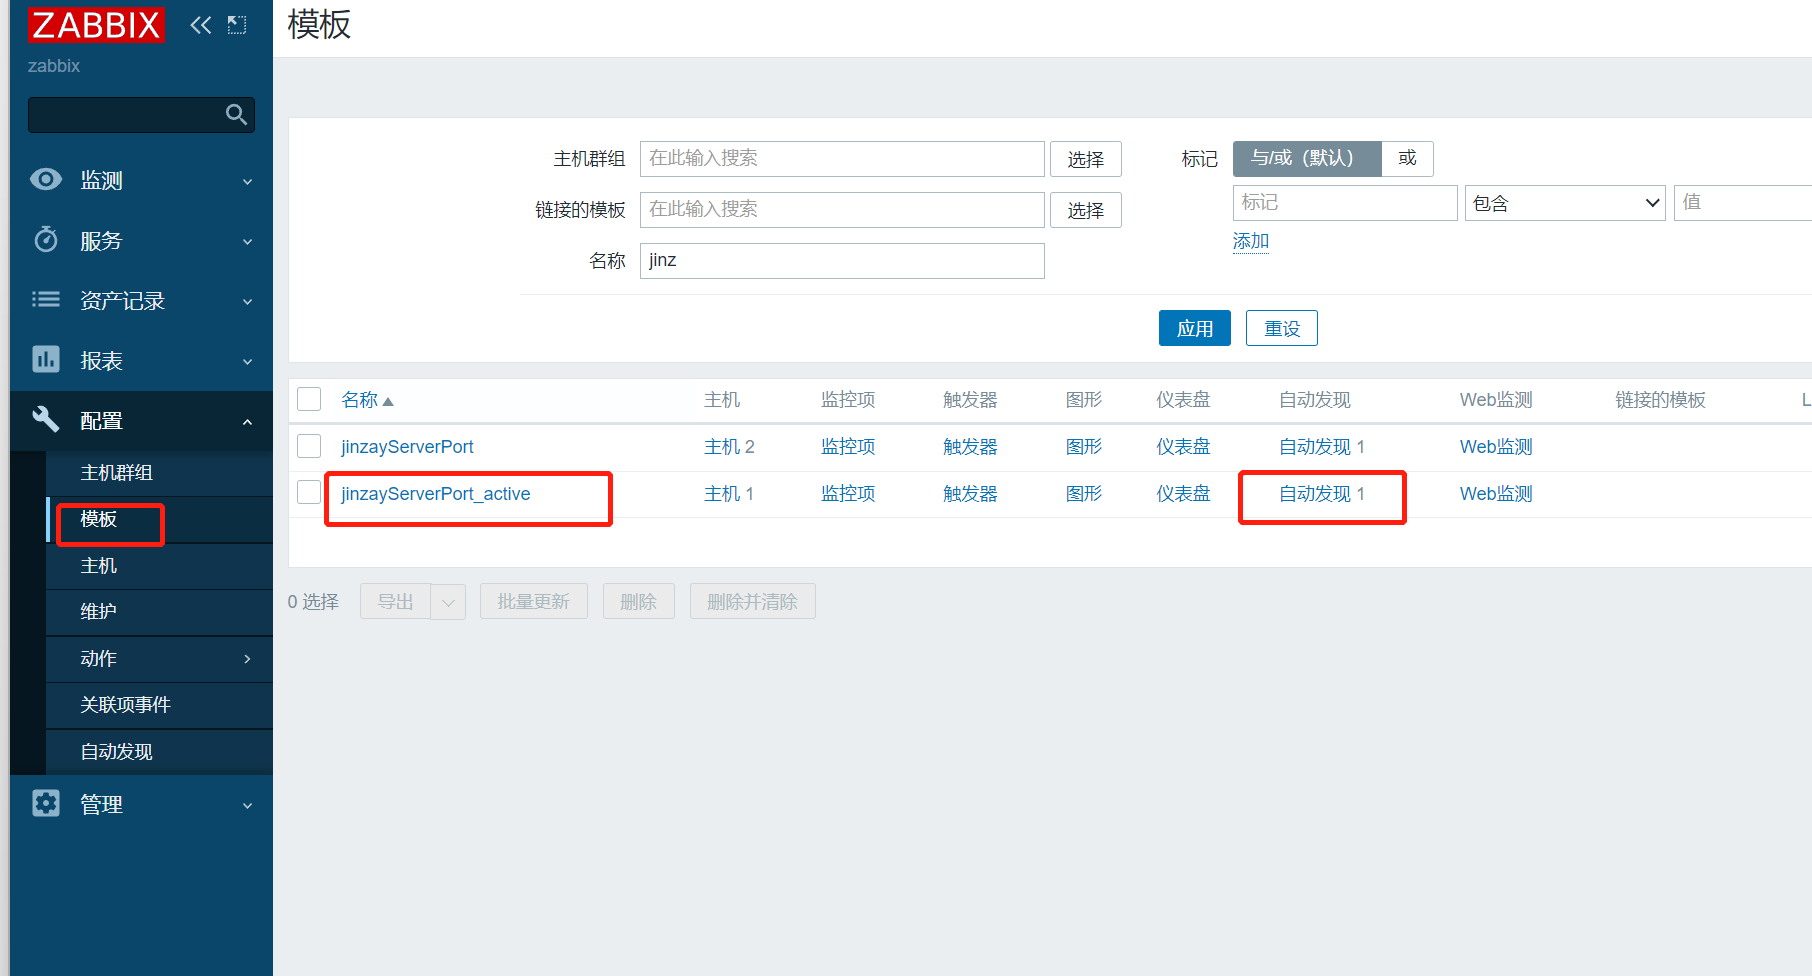 ZABBIX
zabbix
监测
服务
资产记录
报表
配置
主机群组
模板
主机
维护
动作
关联项事件
自动发现
管理
模板
主机群组 在此输入搜索 选择
链接的模板 在此输入搜索 选择
名称 jinz
标记 与/或（默认） 或
标记 包含 值
添加
应用 重设
名称 主机 监控项 触发器 图形 仪表盘 自动发现 Web监测 链接的模板 L
jinzayServerPort 主机 2 监控项 触发器 图形 仪表盘 自动发现 1 Web监测
jinzayServerPort_active 主机 1 监控项 触发器 图形 仪表盘 自动发现 1 Web监测
0 选择 导出 批量更新 删除 删除并清除